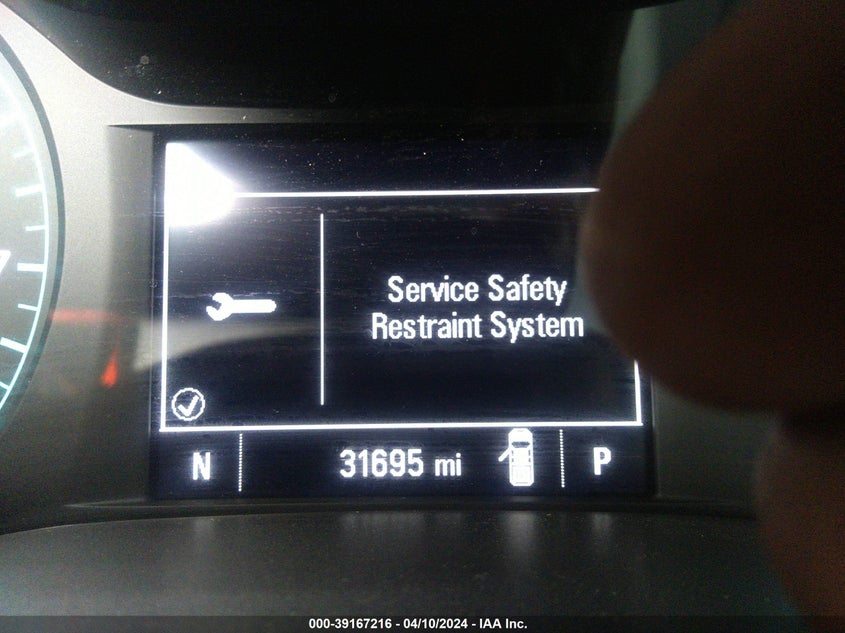 Service Safety
Restraint System
N 31695 mi P
000-39167216 - 04/10/2024 - IAA Inc.